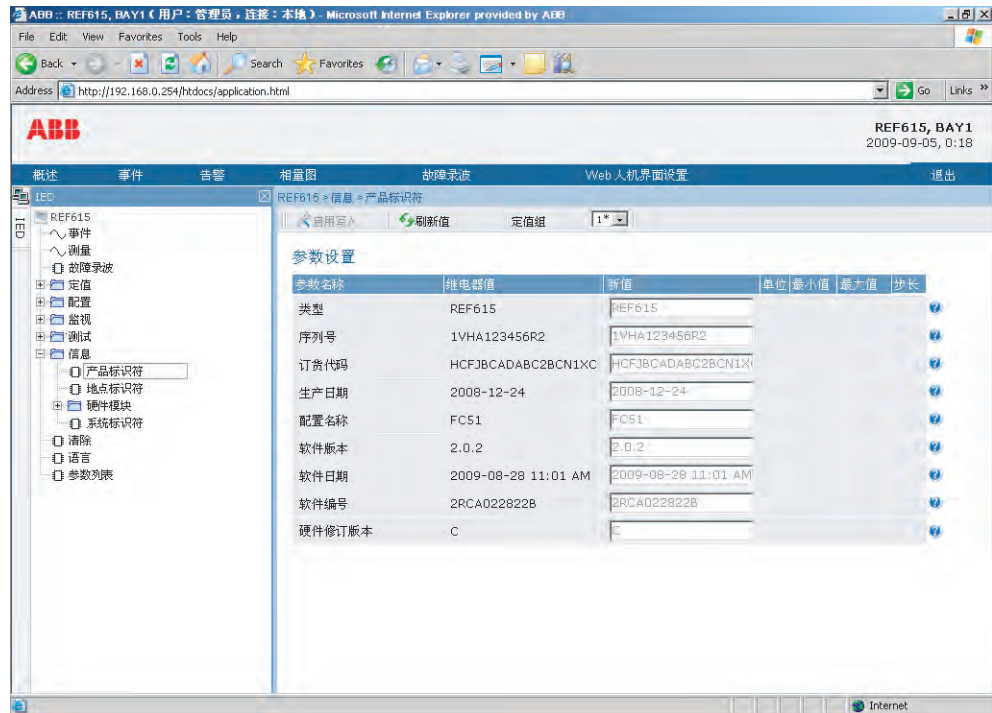 ABB :: REF615, BAY1 ( 用户：管理员，连接：本地 ) - Microsoft Internet Explorer provided by ABB
File Edit View Favorites Tools Help
Back Search Favorites
Address http://192.168.0.254/htdocs/application.html Go Links »
ABB
REF615, BAY1
2009-09-05, 0:18
概述 事件 告警 相量图 故障录波 Web 人机界面设置 退出
IED
IED
REF615
事件
测量
故障录波
定值
配置
监视
测试
信息
产品标识符
地点标识符
硬件模块
系统标识符
清除
语言
参数列表
REF615 » 信息 » 产品标识符
启用写入 刷新值 定值组 1*
参数设置
参数名称 继电器值 新值 单位 最小值 最大值 步长
类型 REF615 REF615
序列号 1VHA123456R2 1VHA123456R2
订货代码 HCFJBCADABC2BCN1XC HCFJBCADABC2BCN1X
生产日期 2008-12-24 2008-12-24
配置名称 FC51 FC51
软件版本 2.0.2 2.0.2
软件日期 2009-08-28 11:01 AM 2009-08-28 11:01 AM
软件编号 2RCA022822B 2RCA022822B
硬件修订版本 C C
Internet